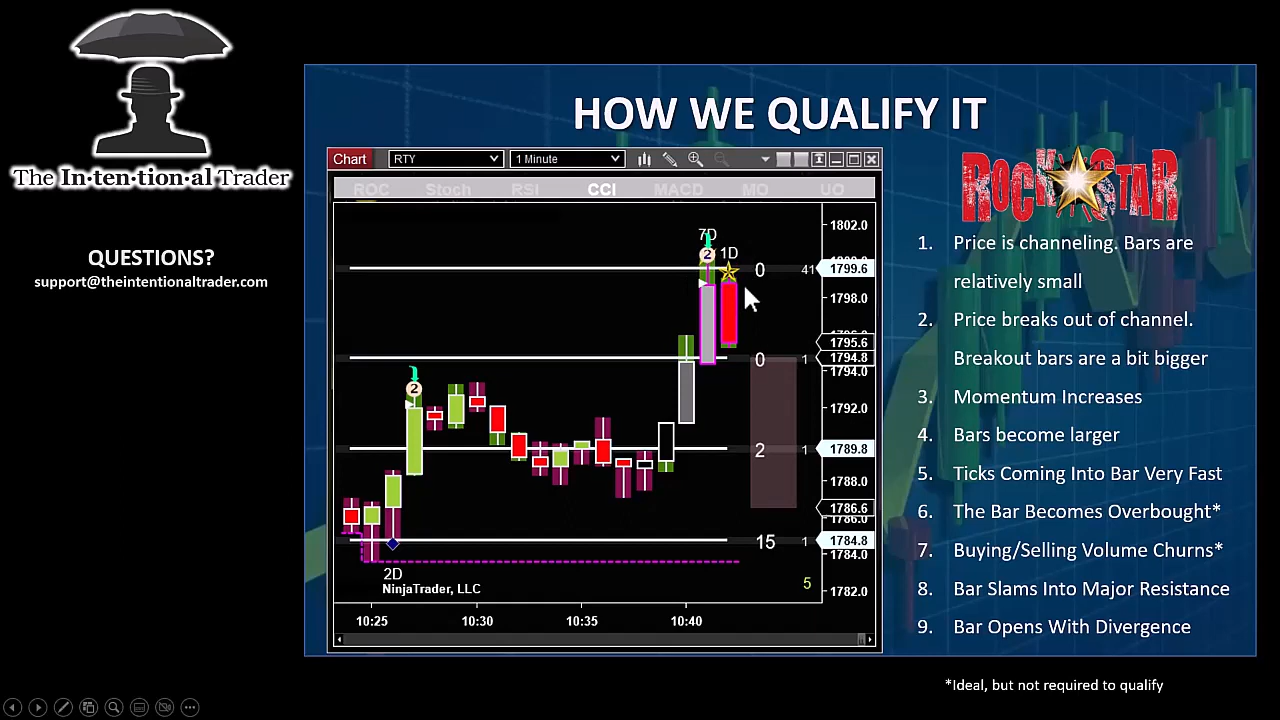 The In·ten·tion·al Trader
QUESTIONS?
support@theintentionaltrader.com
HOW WE QUALIFY IT
Chart
RTY
1 Minute
ROC Stoch RSI CCI MACD MO UO
1802.0
7D
1D
2
0
41
1799.6
1798.0
1795.6
0
1
1794.8
1794.0
2
1792.0
2
1
1789.8
1788.0
1786.6
1786.0
15
1
1784.8
1784.0
2D
NinjaTrader, LLC
5
1782.0
10:25 10:30 10:35 10:40
ROCKSTAR
1. Price is channeling. Bars are
relatively small
2. Price breaks out of channel.
Breakout bars are a bit bigger
3. Momentum Increases
4. Bars become larger
5. Ticks Coming Into Bar Very Fast
6. The Bar Becomes Overbought*
7. Buying/Selling Volume Churns*
8. Bar Slams Into Major Resistance
9. Bar Opens With Divergence
*Ideal, but not required to qualify